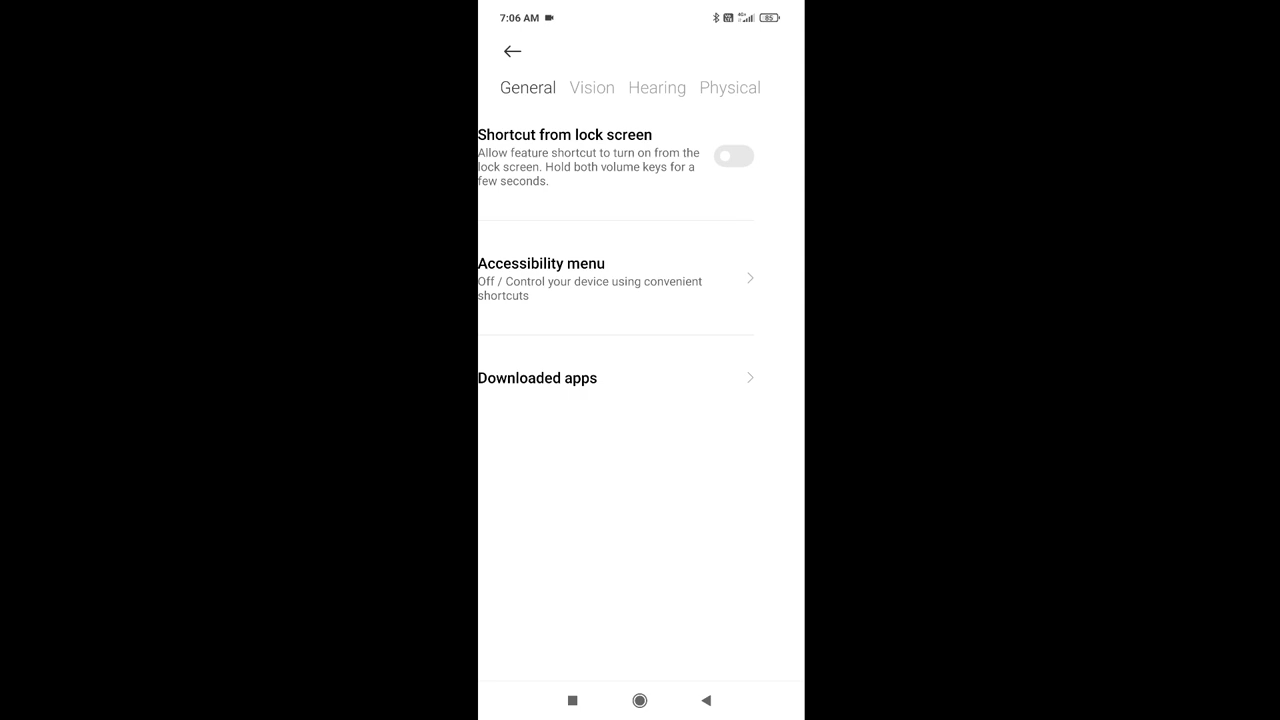 7:06 AM
85
General Vision Hearing Physical
Shortcut from lock screen
Allow feature shortcut to turn on from the
lock screen. Hold both volume keys for a
few seconds.
Accessibility menu
Off / Control your device using convenient
shortcuts
Downloaded apps